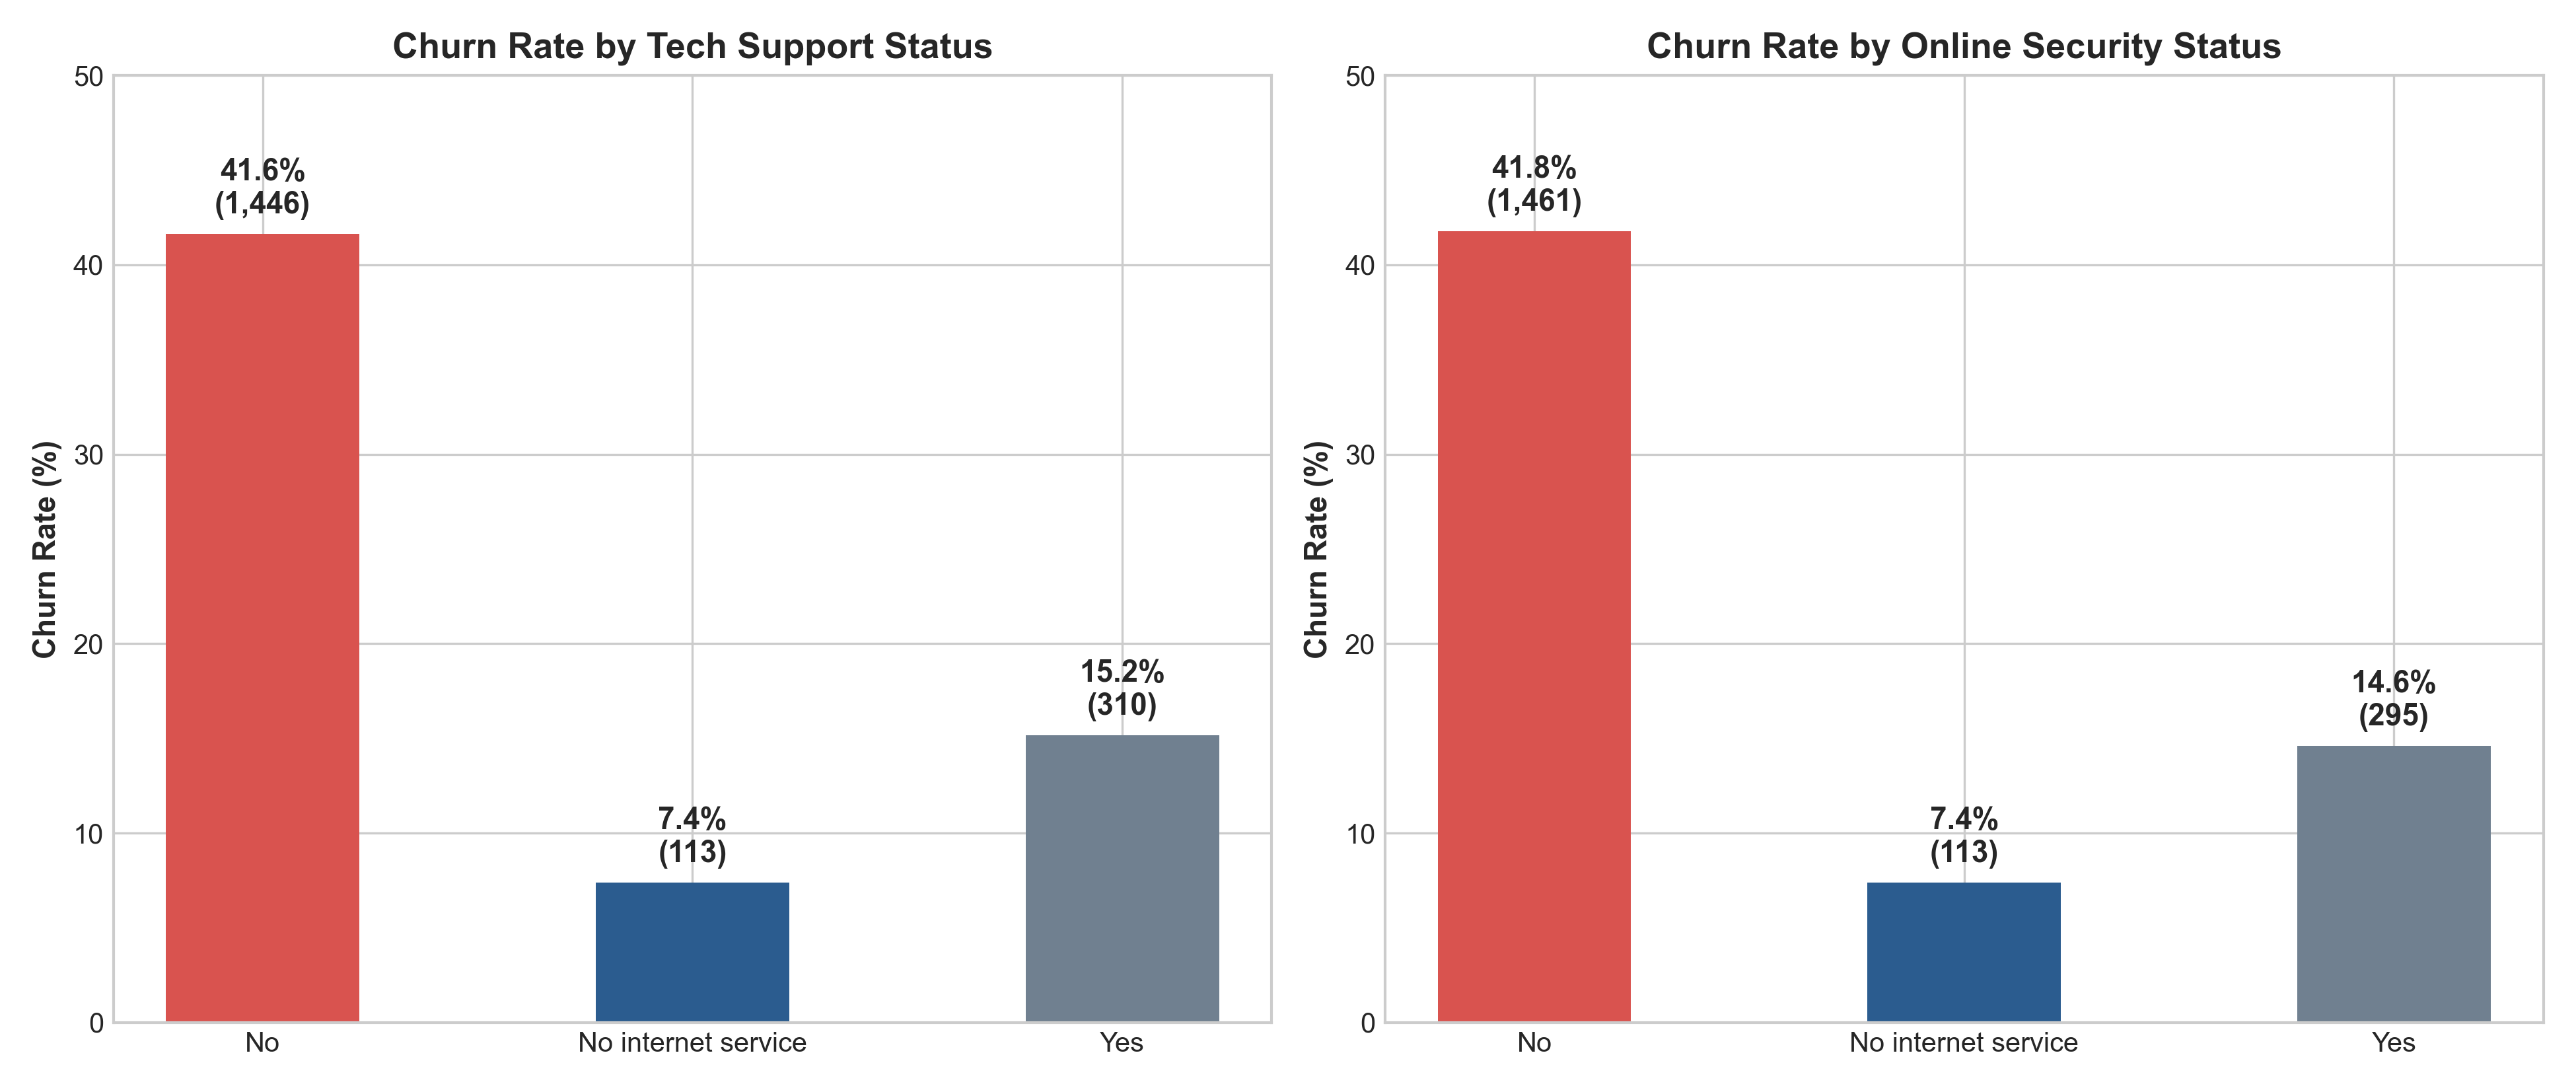 Churn Rate by Tech Support Status
Churn Rate (%)
50
40
30
20
10
0
41.6%
(1,446)
7.4%
(113)
15.2%
(310)
No
No internet service
Yes
Churn Rate by Online Security Status
Churn Rate (%)
50
40
30
20
10
0
41.8%
(1,461)
7.4%
(113)
14.6%
(295)
No
No internet service
Yes